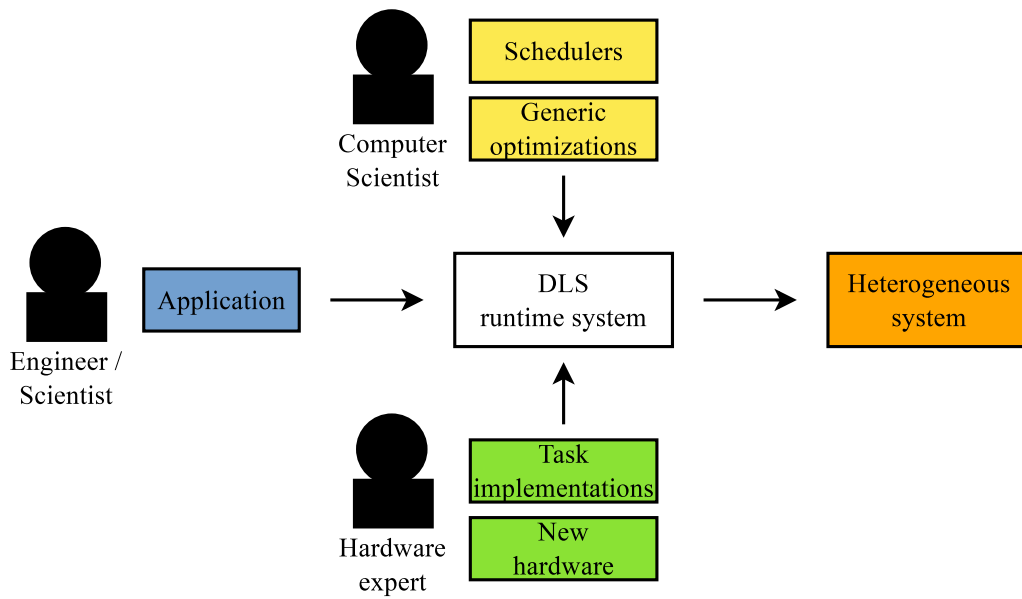 Schedulers
Generic
optimizations
Computer
Scientist
Application
Engineer /
Scientist
DLS
runtime system
Heterogeneous
system
Task
implementations
New
hardware
Hardware
expert